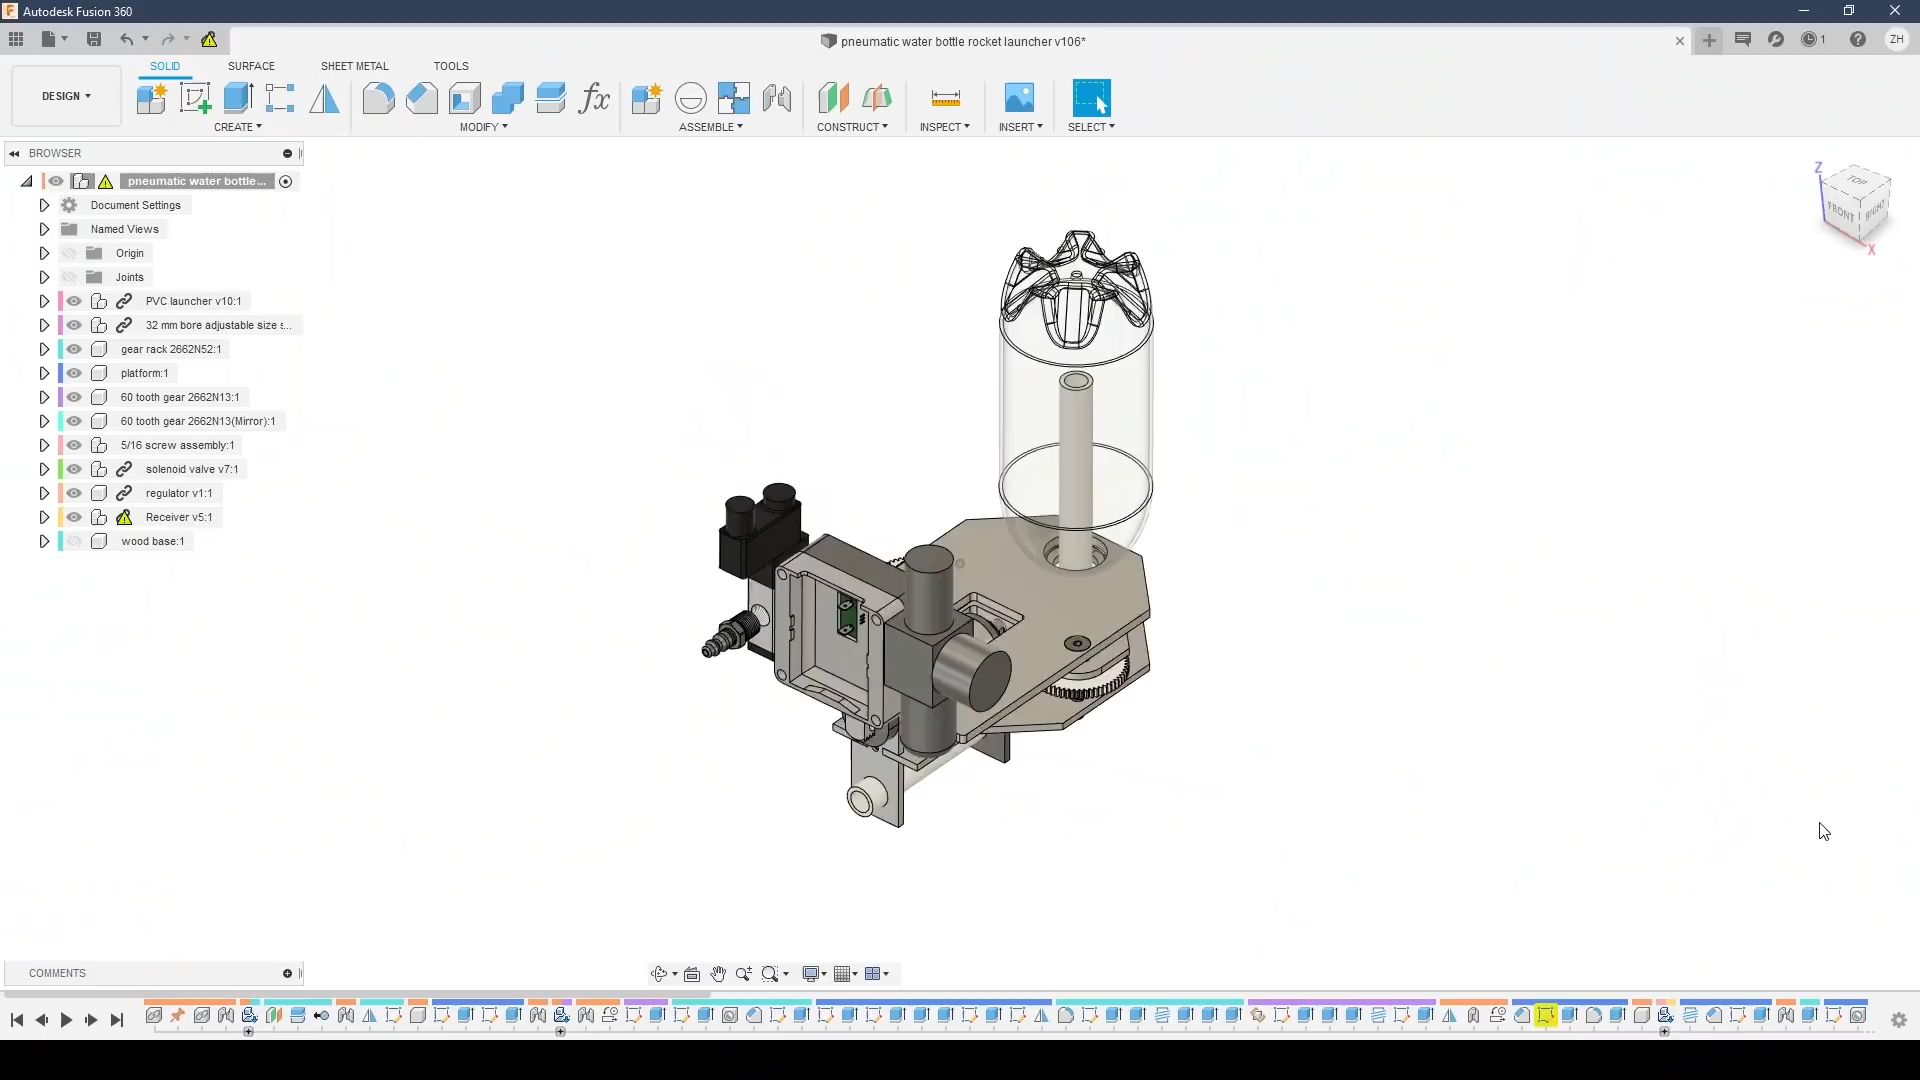 Autodesk Fusion 360
pneumatic water bottle rocket launcher v106*
1
ZH
SOLID
SURFACE
SHEET METAL
TOOLS
DESIGN
fx
CREATE
MODIFY
ASSEMBLE
CONSTRUCT
INSPECT
INSERT
SELECT
BROWSER
pneumatic water bottle...
Document Settings
Named Views
Origin
Joints
PVC launcher v10:1
32 mm bore adjustable size s...
gear rack 2662N52:1
platform:1
60 tooth gear 2662N13:1
60 tooth gear 2662N13(Mirror):1
5/16 screw assembly:1
solenoid valve v7:1
regulator v1:1
Receiver v5:1
wood base:1
Z
TOP
FRONT
RIGHT
X
COMMENTS